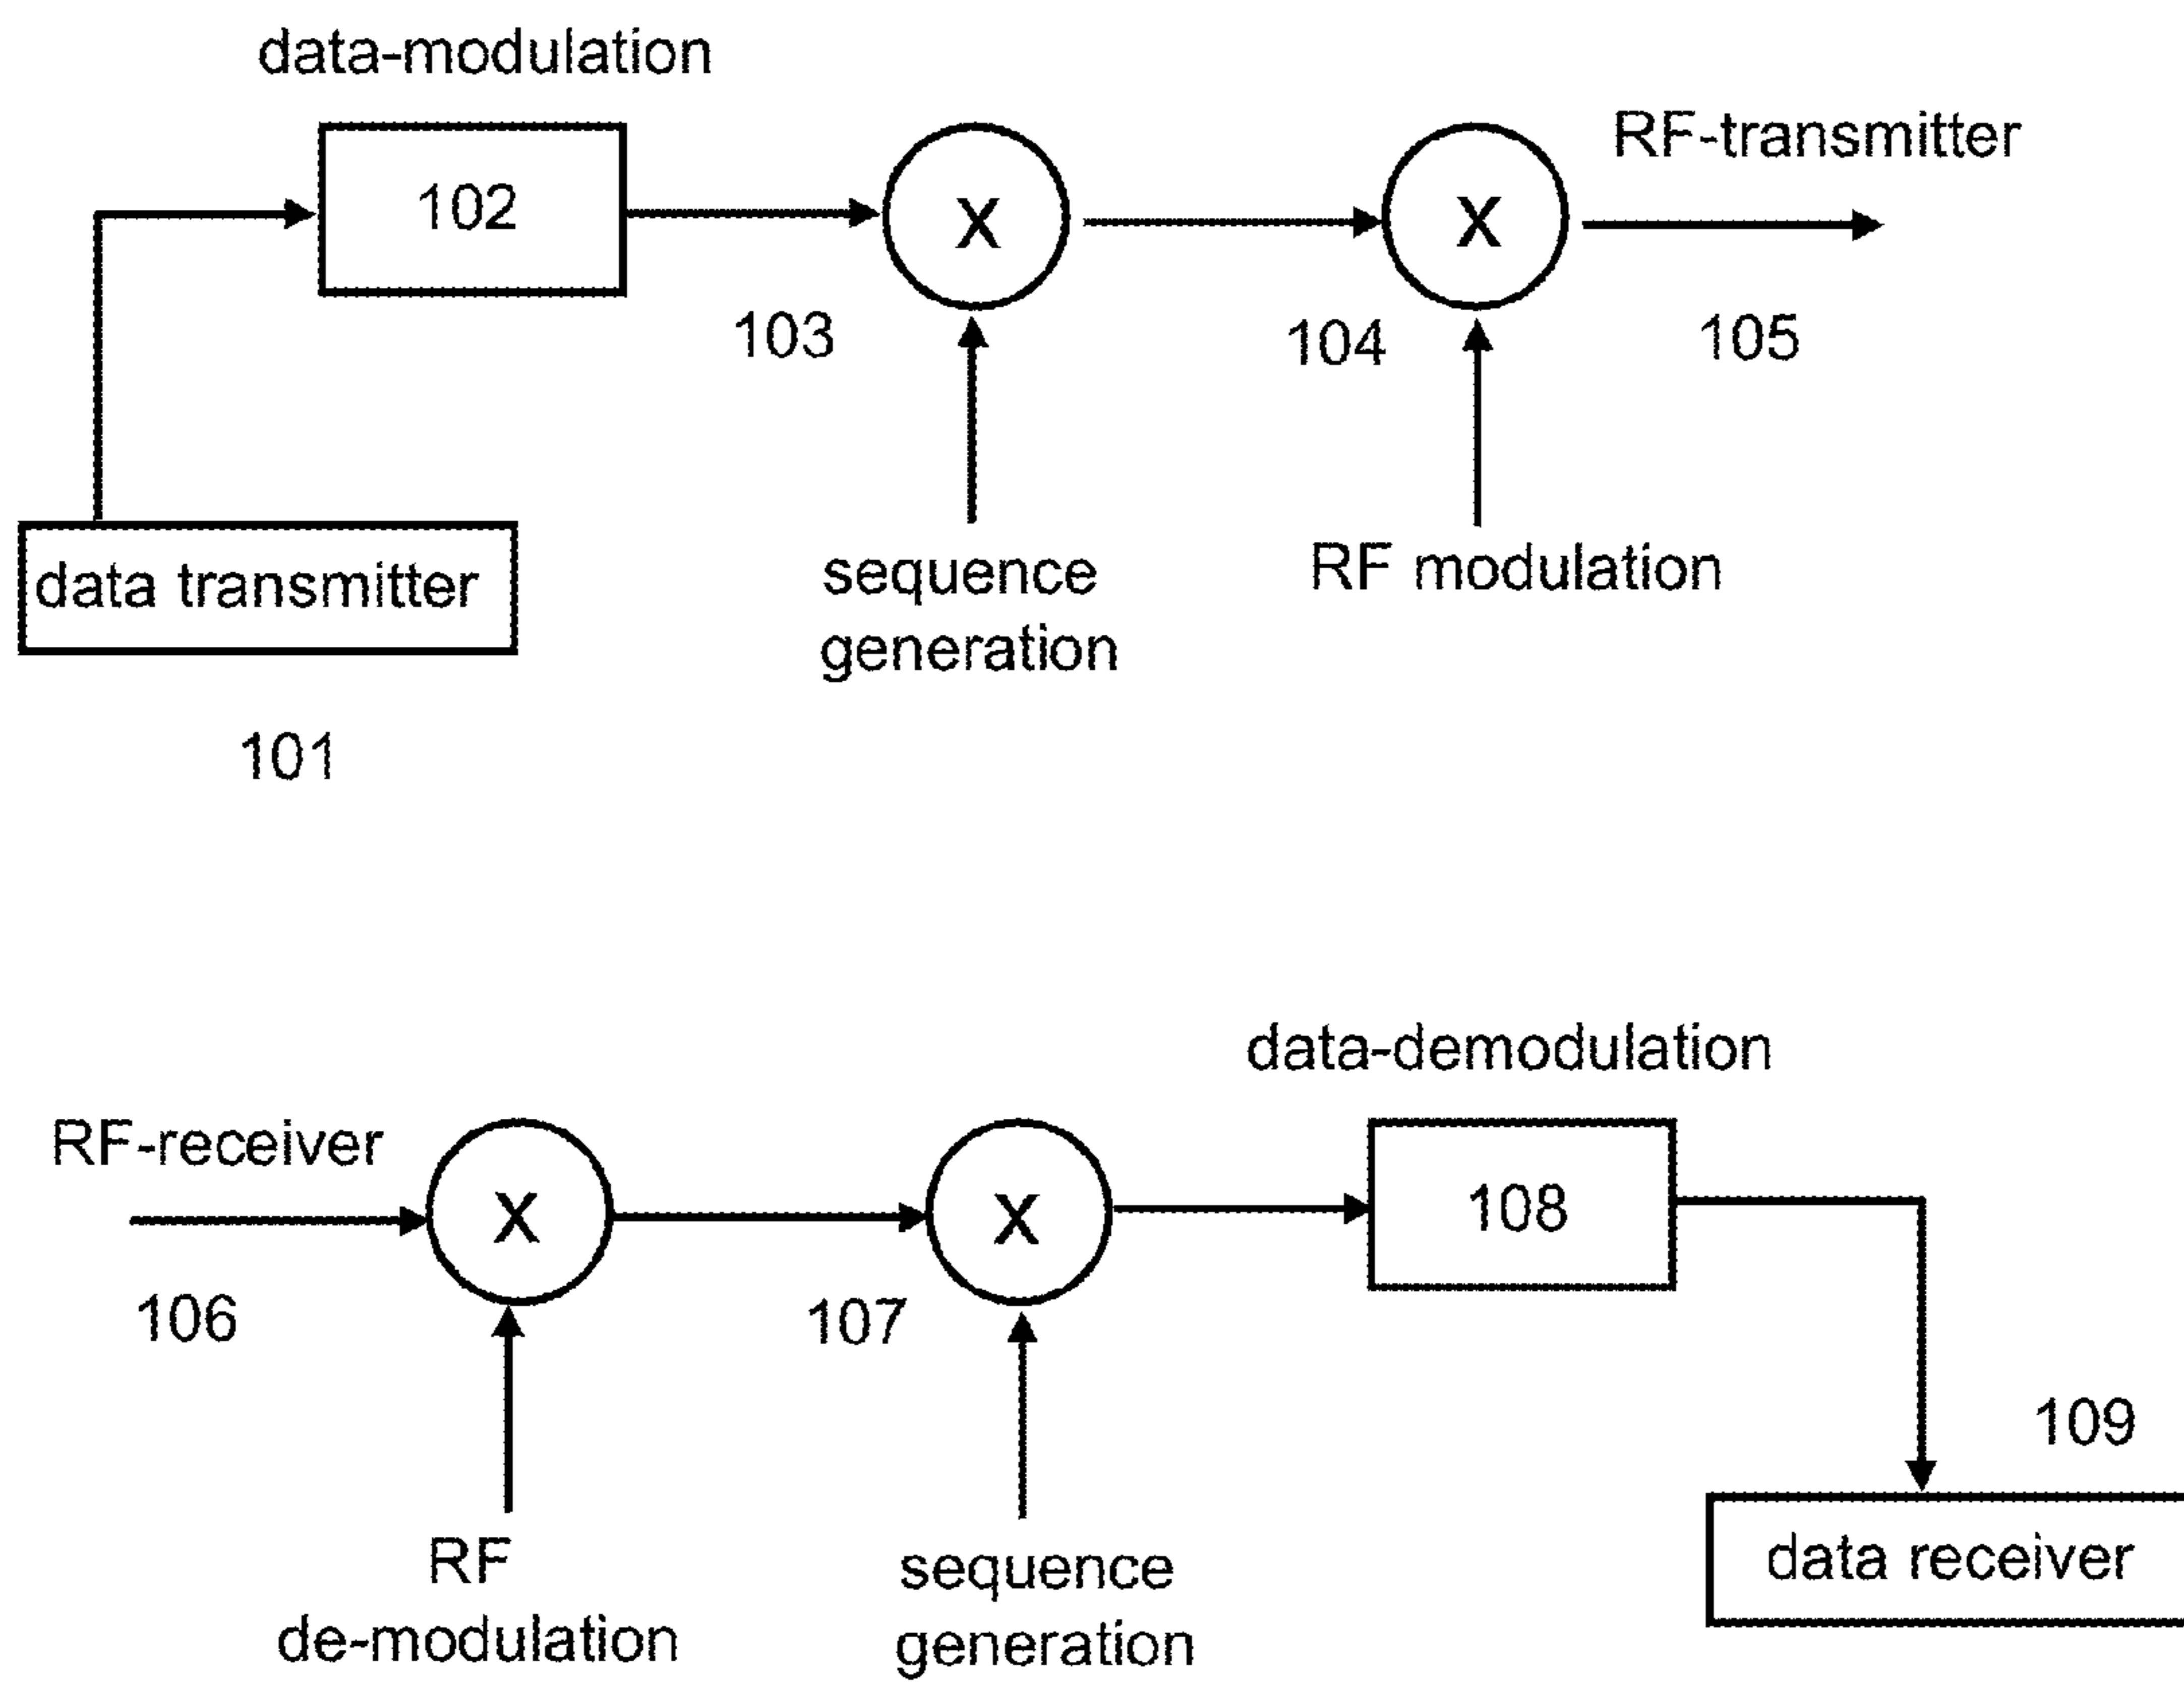 data-modulation
RF-transmitter
102
X
X
103
104
105
data transmitter
sequence
generation
RF modulation
101
data-demodulation
RF-receiver
X
X
108
106
107
109
RF
de-modulation
sequence
generation
data receiver